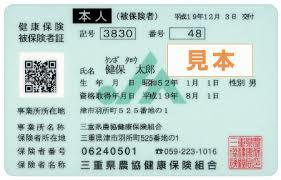 健康保険
被保険者証
本人
(被保険者)
平成19年12月3日 交付
記号 3830 番号 48
見本
ケンポ タロウ
氏名 健保 太郎
生年月日 昭和52年1月1日 性別 男
資格取得年月日 平成19年8月1日
事業所所在地 津市羽所町525番地の1
事業所名称 三重県農協健康保険組合
保険者所在地 三重県津市羽所町525番地の1
保険者番号 06240501 ☎059-223-1016
名称 三重県農協健康保険組合